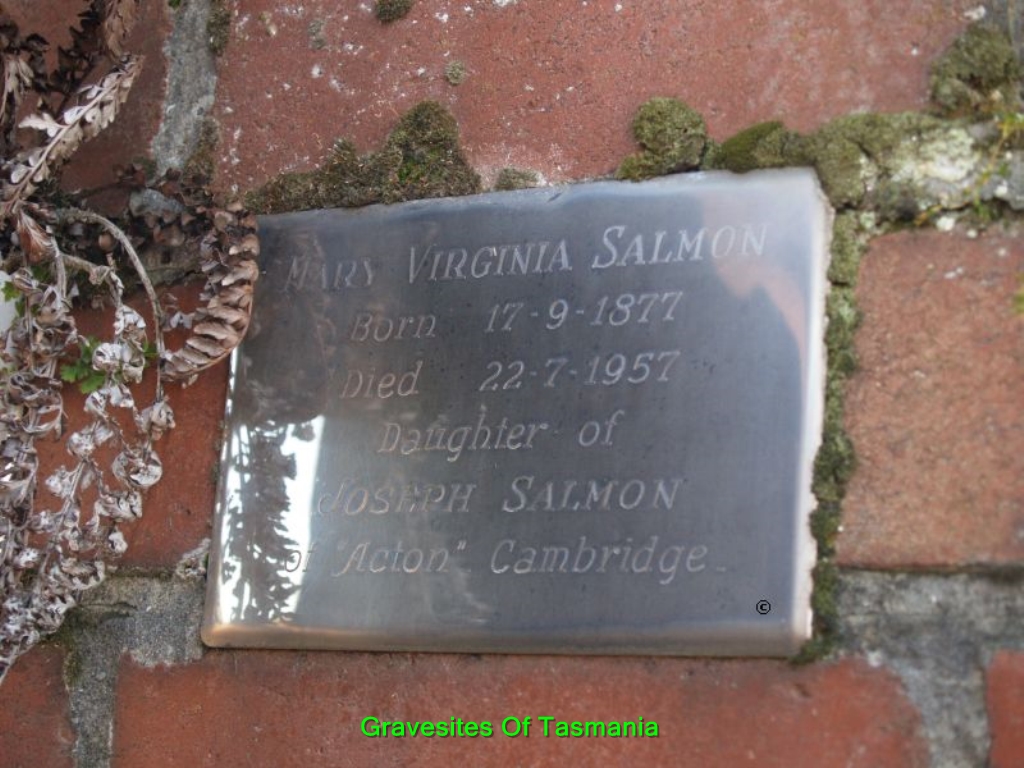 MARY VIRGINIA SALMON
Born 17-9-1877
Died 22-7-1957
Daughter of
JOSEPH SALMON
of "Acton" Cambridge
©
Gravesites Of Tasmania